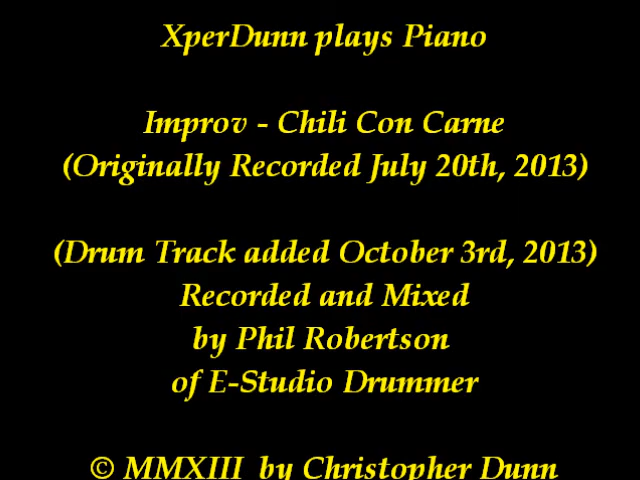 XperDunn plays Piano
Improv - Chili Con Carne
(Originally Recorded July 20th, 2013)
(Drum Track added October 3rd, 2013)
Recorded and Mixed
by Phil Robertson
of E-Studio Drummer
© MMXIII  by Christopher Dunn